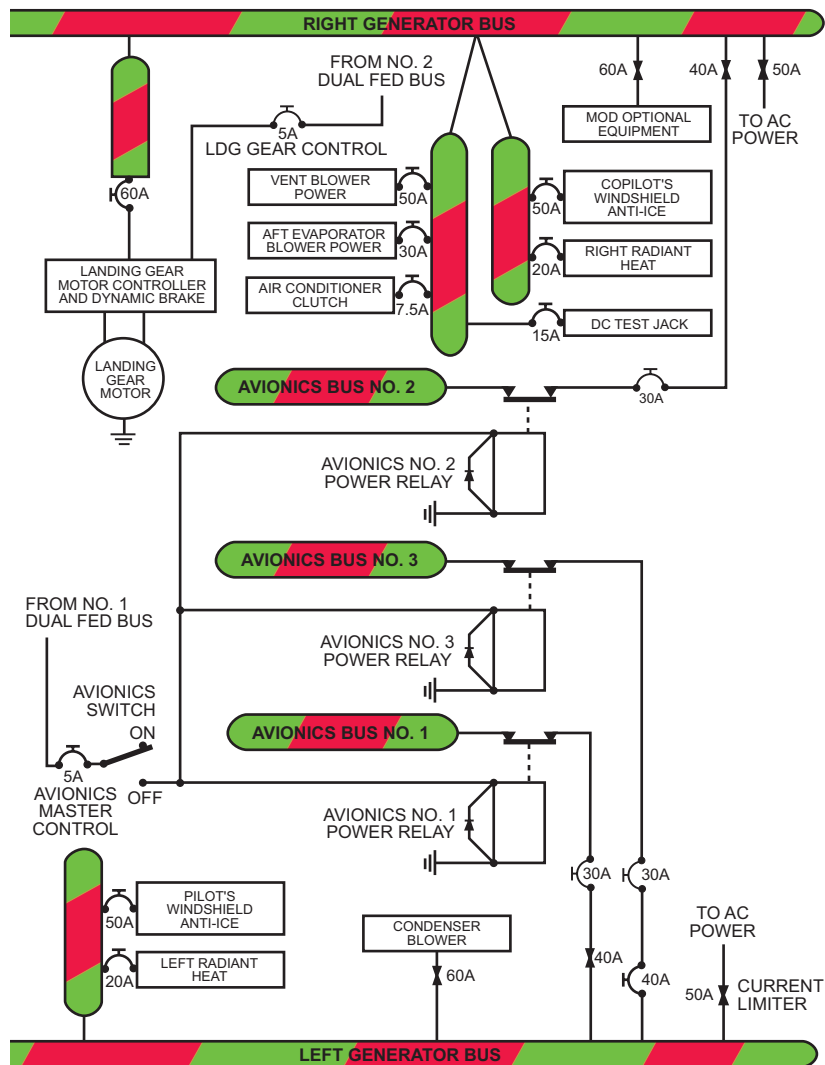 RIGHT GENERATOR BUS
FROM NO. 2
DUAL FED BUS
60A
40A
50A
5A
LDG GEAR CONTROL
MOD OPTIONAL
EQUIPMENT
TO AC
POWER
60A
VENT BLOWER
POWER
50A
COPILOT'S
WINDSHIELD
ANTI-ICE
50A
AFT EVAPORATOR
BLOWER POWER
30A
RIGHT RADIANT
HEAT
20A
LANDING GEAR
MOTOR CONTROLLER
AND DYNAMIC BRAKE
AIR CONDITIONER
CLUTCH
7.5A
DC TEST JACK
15A
LANDING
GEAR
MOTOR
AVIONICS BUS NO. 2
30A
AVIONICS NO. 2
POWER RELAY
AVIONICS BUS NO. 3
FROM NO. 1
DUAL FED BUS
AVIONICS NO. 3
POWER RELAY
AVIONICS
SWITCH
ON
AVIONICS BUS NO. 1
5A
OFF
AVIONICS
MASTER
CONTROL
AVIONICS NO. 1
POWER RELAY
30A
30A
PILOT'S
WINDSHIELD
ANTI-ICE
50A
CONDENSER
BLOWER
TO AC
POWER
LEFT RADIANT
HEAT
20A
60A
40A
40A
50A
CURRENT
LIMITER
LEFT GENERATOR BUS